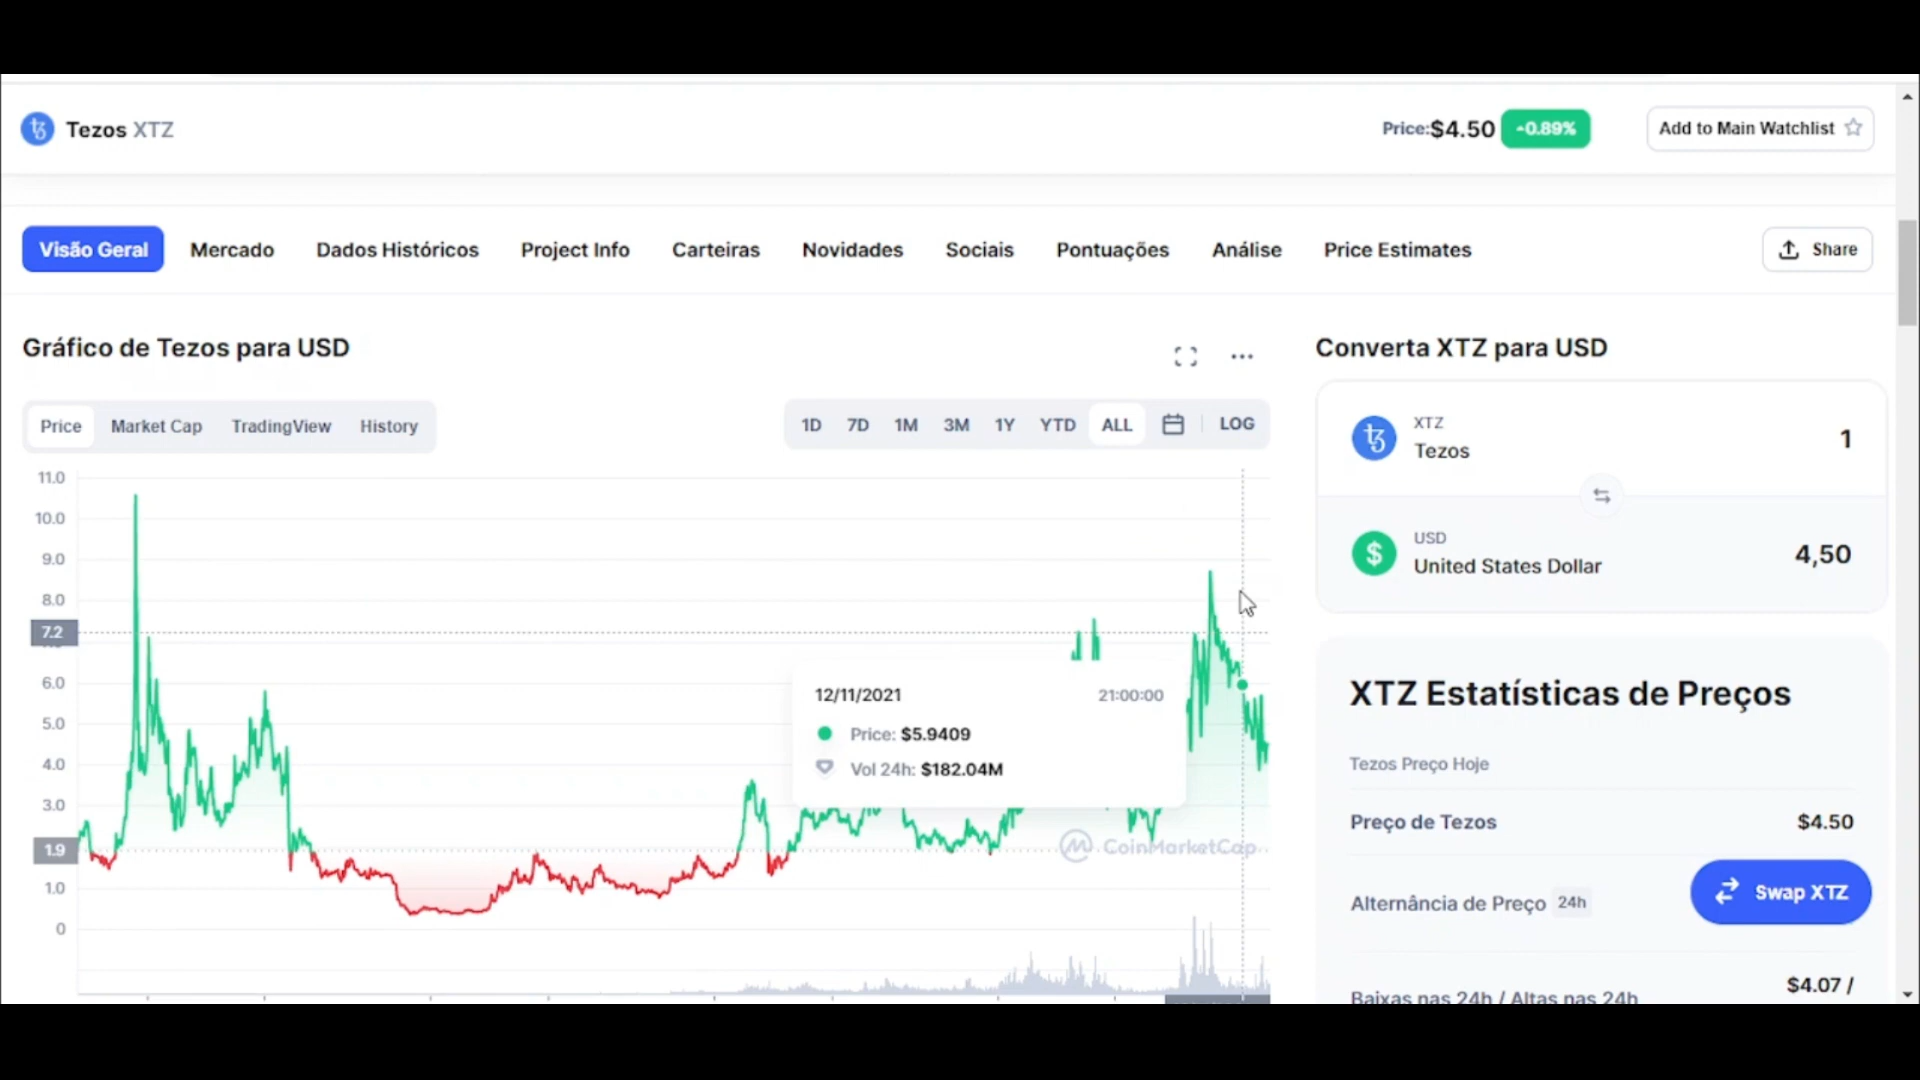 Tezos XTZ
Price:$4.50 0.89%
Add to Main Watchlist
Visão Geral Mercado Dados Históricos Project Info Carteiras Novidades Sociais Pontuações Análise Price Estimates Share
Gráfico de Tezos para USD
Price Market Cap TradingView History
1D 7D 1M 3M 1Y YTD ALL LOG
11.0
10.0
9.0
8.0
7.2
6.0
5.0
4.0
3.0
1.9
1.0
0
12/11/2021 21:00:00
Price: $5.9409
Vol 24h: $182.04M
CoinMarketCap
Converta XTZ para USD
XTZ
Tezos
1
USD
United States Dollar
4,50
XTZ Estatísticas de Preços
Tezos Preço Hoje
Preço de Tezos $4.50
Alternância de Preço 24h
Swap XTZ
Baixas nas 24h / Altas nas 24h $4.07 /